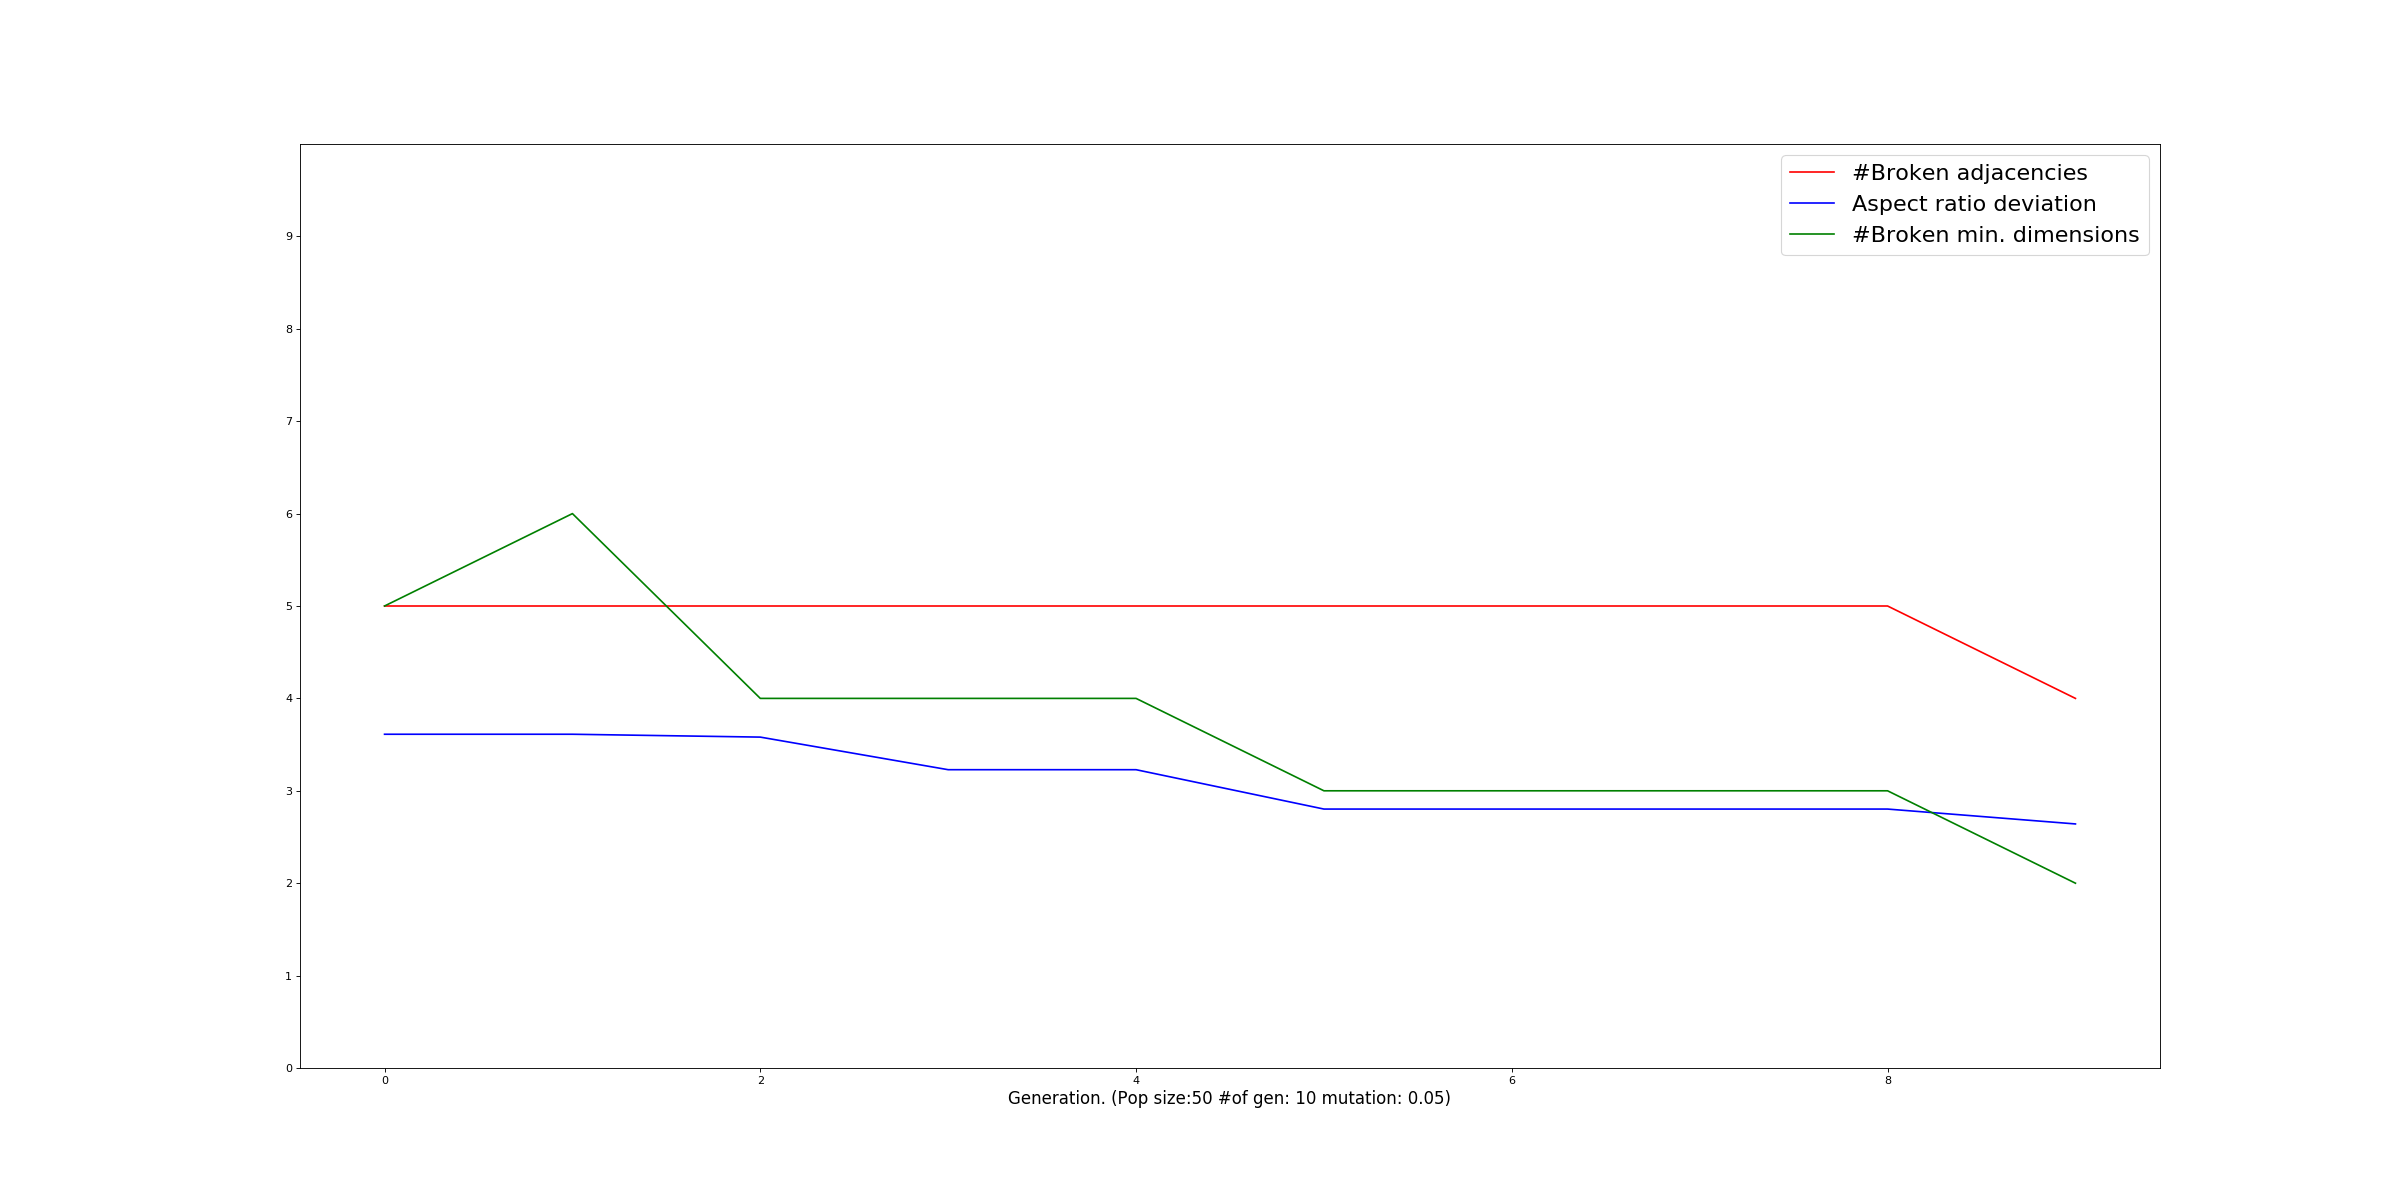 #Broken adjacencies
Aspect ratio deviation
#Broken min. dimensions
9
8
7
6
5
4
3
2
1
0
0 2 4 6 8
Generation. (Pop size:50 #of gen: 10 mutation: 0.05)